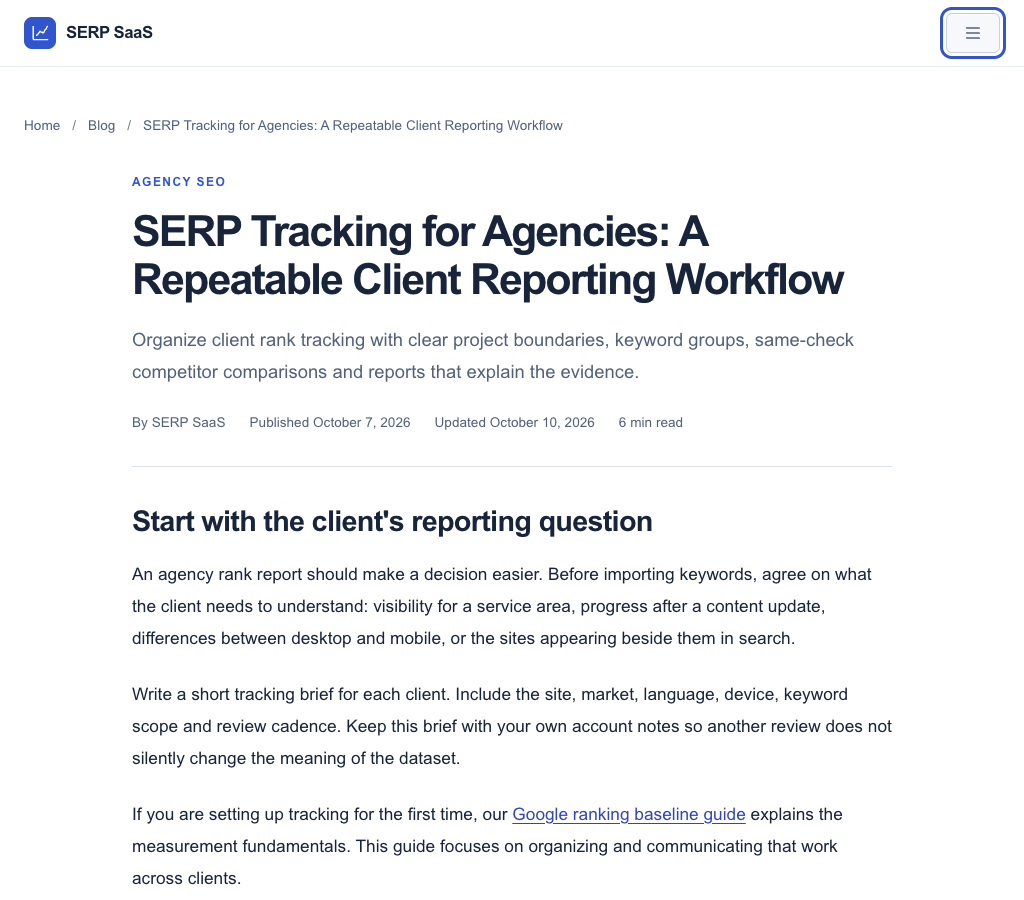 SERP SaaS
Home / Blog / SERP Tracking for Agencies: A Repeatable Client Reporting Workflow
AGENCY SEO
SERP Tracking for Agencies: A
Repeatable Client Reporting Workflow
Organize client rank tracking with clear project boundaries, keyword groups, same-check
competitor comparisons and reports that explain the evidence.
By SERP SaaS Published October 7, 2026 Updated October 10, 2026 6 min read
Start with the client's reporting question
An agency rank report should make a decision easier. Before importing keywords, agree on what
the client needs to understand: visibility for a service area, progress after a content update,
differences between desktop and mobile, or the sites appearing beside them in search.
Write a short tracking brief for each client. Include the site, market, language, device, keyword
scope and review cadence. Keep this brief with your own account notes so another review does not
silently change the meaning of the dataset.
If you are setting up tracking for the first time, our Google ranking baseline guide explains the
measurement fundamentals. This guide focuses on organizing and communicating that work
across clients.